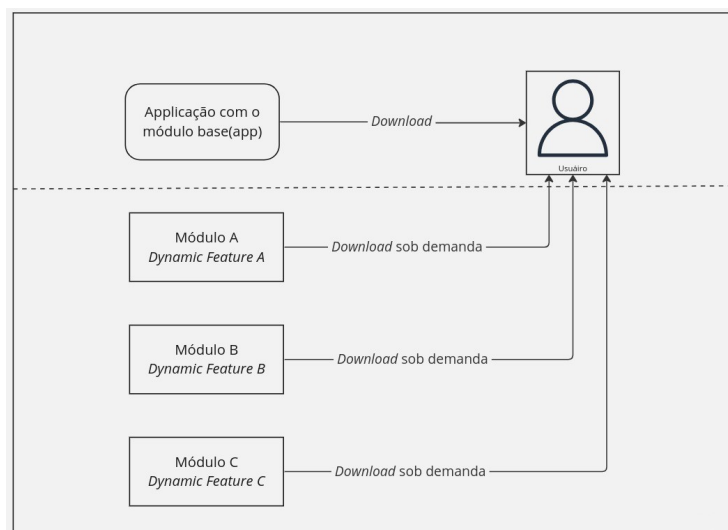 Applicação com o
módulo base(app)
Download
Usuáiro
Módulo A
Dynamic Feature A
Download sob demanda
Módulo B
Dynamic Feature B
Download sob demanda
Módulo C
Dynamic Feature C
Download sob demanda